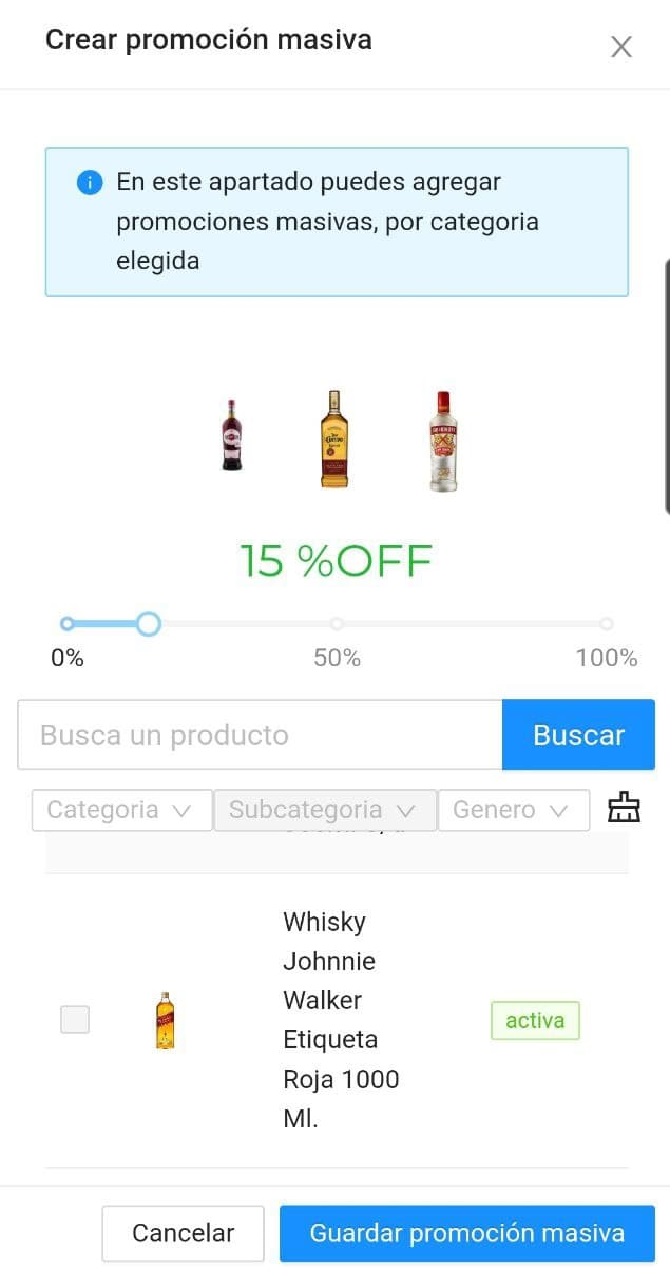 Crear promoción masiva
En este apartado puedes agregar
promociones masivas, por categoria
elegida
15 %OFF
0%
50%
100%
Busca un producto
Buscar
Categoria
Subcategoria
Genero
Whisky
Johnnie
Walker
Etiqueta
Roja 1000
Ml.
activa
Cancelar
Guardar promoción masiva